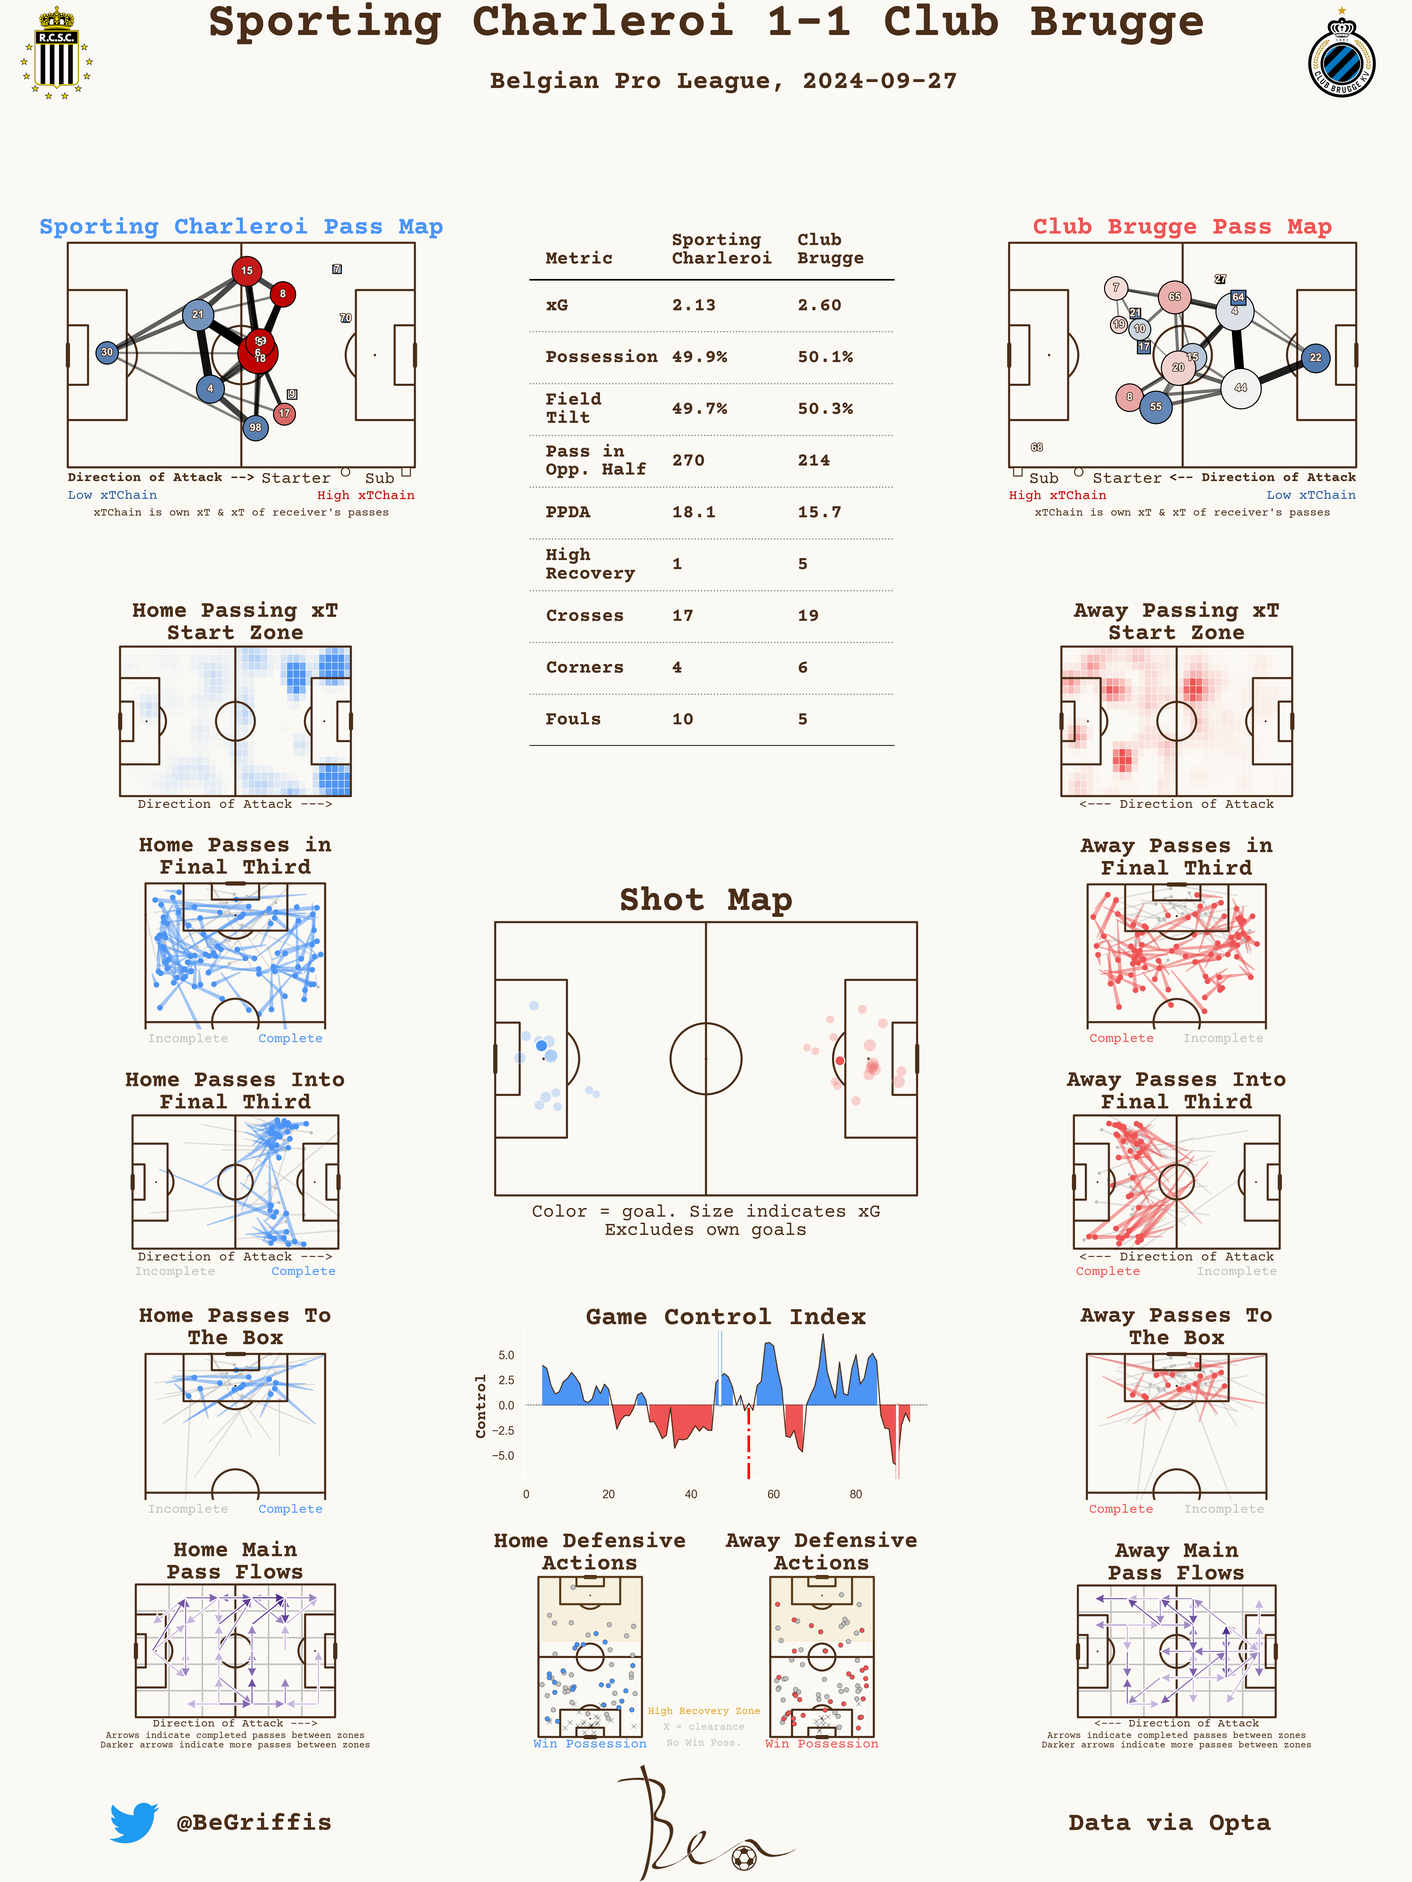 Sporting Charleroi 1-1 Club Brugge
Belgian Pro League, 2024-09-27
R.C.S.C.
CLUB BRUGGE KV
Sporting Charleroi Pass Map
15
8
21
30
6
18
4
17
98
7
70
9
Direction of Attack --> Starter Sub
Low xTChain High xTChain
xTChain is own xT & xT of receiver's passes
Metric Sporting Charleroi Club Brugge
xG 2.13 2.60
Possession 49.9% 50.1%
Field Tilt 49.7% 50.3%
Pass in Opp. Half 270 214
PPDA 18.1 15.7
High Recovery 1 5
Crosses 17 19
Corners 4 6
Fouls 10 5
Club Brugge Pass Map
27
7
65
64
4
21
19
10
17
15
22
20
44
8
55
68
Sub Starter <-- Direction of Attack
High xTChain Low xTChain
xTChain is own xT & xT of receiver's passes
Home Passing xT
Start Zone
Direction of Attack --->
Away Passing xT
Start Zone
<--- Direction of Attack
Home Passes in
Final Third
Incomplete Complete
Away Passes in
Final Third
Complete Incomplete
Shot Map
Color = goal. Size indicates xG
Excludes own goals
Home Passes Into
Final Third
Direction of Attack --->
Incomplete Complete
Away Passes Into
Final Third
<--- Direction of Attack
Complete Incomplete
Home Passes To
The Box
Incomplete Complete
Game Control Index
Control
5.0
2.5
0.0
−2.5
−5.0
0 20 40 60 80
Away Passes To
The Box
Complete Incomplete
Home Main
Pass Flows
Direction of Attack --->
Arrows indicate completed passes between zones
Darker arrows indicate more passes between zones
Home Defensive
Actions
Win Possession
High Recovery Zone
X = clearance
No Win Poss.
Away Defensive
Actions
Win Possession
Away Main
Pass Flows
<--- Direction of Attack
Arrows indicate completed passes between zones
Darker arrows indicate more passes between zones
@BeGriffis
Ben
Data via Opta